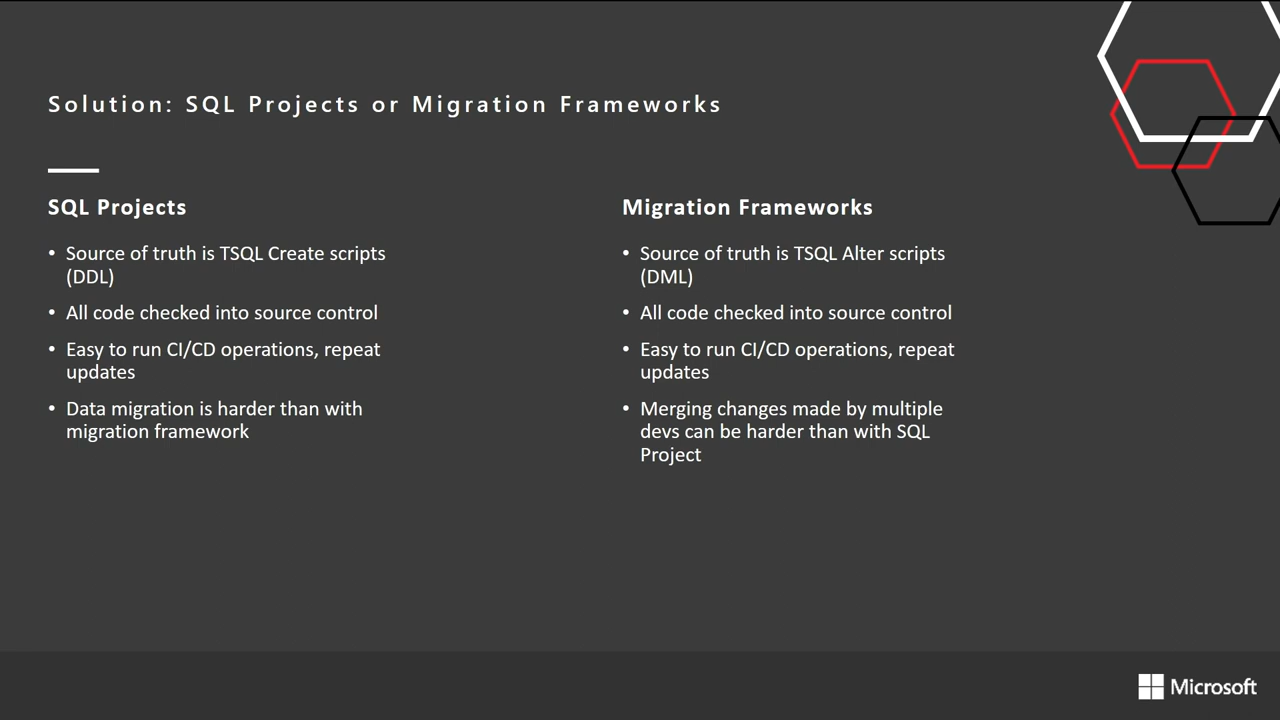 Solution: SQL Projects or Migration Frameworks
SQL Projects
• Source of truth is TSQL Create scripts
(DDL)
• All code checked into source control
• Easy to run CI/CD operations, repeat
updates
• Data migration is harder than with
migration framework
Migration Frameworks
• Source of truth is TSQL Alter scripts
(DML)
• All code checked into source control
• Easy to run CI/CD operations, repeat
updates
• Merging changes made by multiple
devs can be harder than with SQL
Project
Microsoft